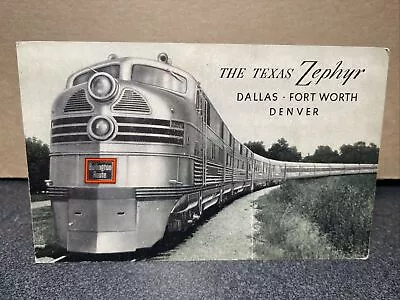 THE TEXAS Zephyr
DALLAS · FORT WORTH
DENVER
Burlington
Route